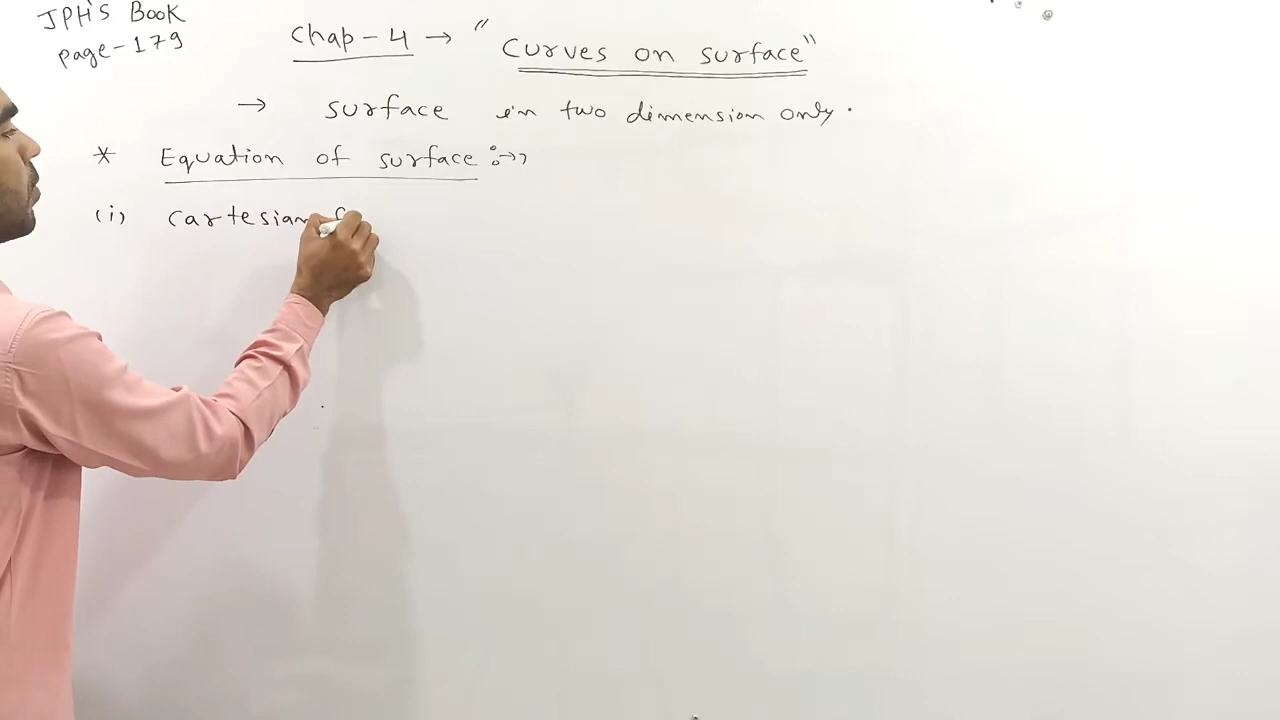 JPH'S Book
page-179
Chap-4 → "Curves on surface"
→ surface in two dimension only.
* Equation of surface :→
(i) Cartesian f